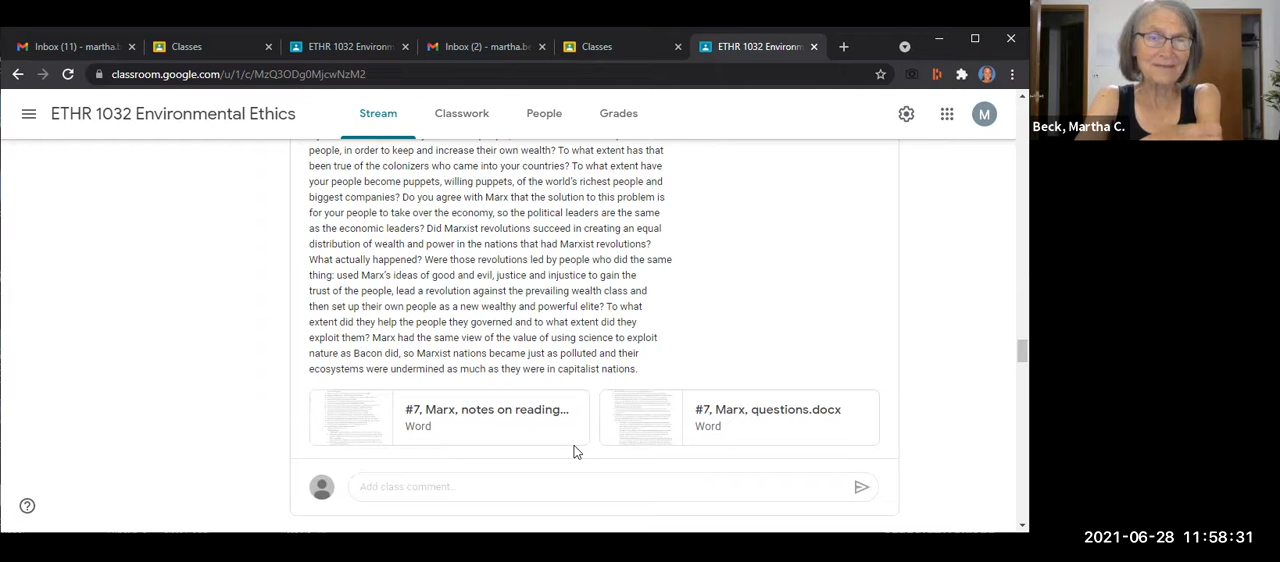 Inbox (11) - martha.b
Classes
ETHR 1032 Environm
Inbox (2) - martha.be
Classes
ETHR 1032 Environm
classroom.google.com/u/1/c/MzQ3ODg0MjcwNzM2
ETHR 1032 Environmental Ethics
Stream
Classwork
People
Grades
M
Beck, Martha C.
people, in order to keep and increase their own wealth? To what extent has that
been true of the colonizers who came into your countries? To what extent have
your people become puppets, willing puppets, of the world's richest people and
biggest companies? Do you agree with Marx that the solution to this problem is
for your people to take over the economy, so the political leaders are the same
as the economic leaders? Did Marxist revolutions succeed in creating an equal
distribution of wealth and power in the nations that had Marxist revolutions?
What actually happened? Were those revolutions led by people who did the same
thing: used Marx's ideas of good and evil, justice and injustice to gain the
trust of the people, lead a revolution against the prevailing wealth class and
then set up their own people as a new wealthy and powerful elite? To what
extent did they help the people they governed and to what extent did they
exploit them? Marx had the same view of the value of using science to exploit
nature as Bacon did, so Marxist nations became just as polluted and their
ecosystems were undermined as much as they were in capitalist nations.
#7, Marx, notes on reading...
Word
#7, Marx, questions.docx
Word
Add class comment...
2021-06-28 11:58:31